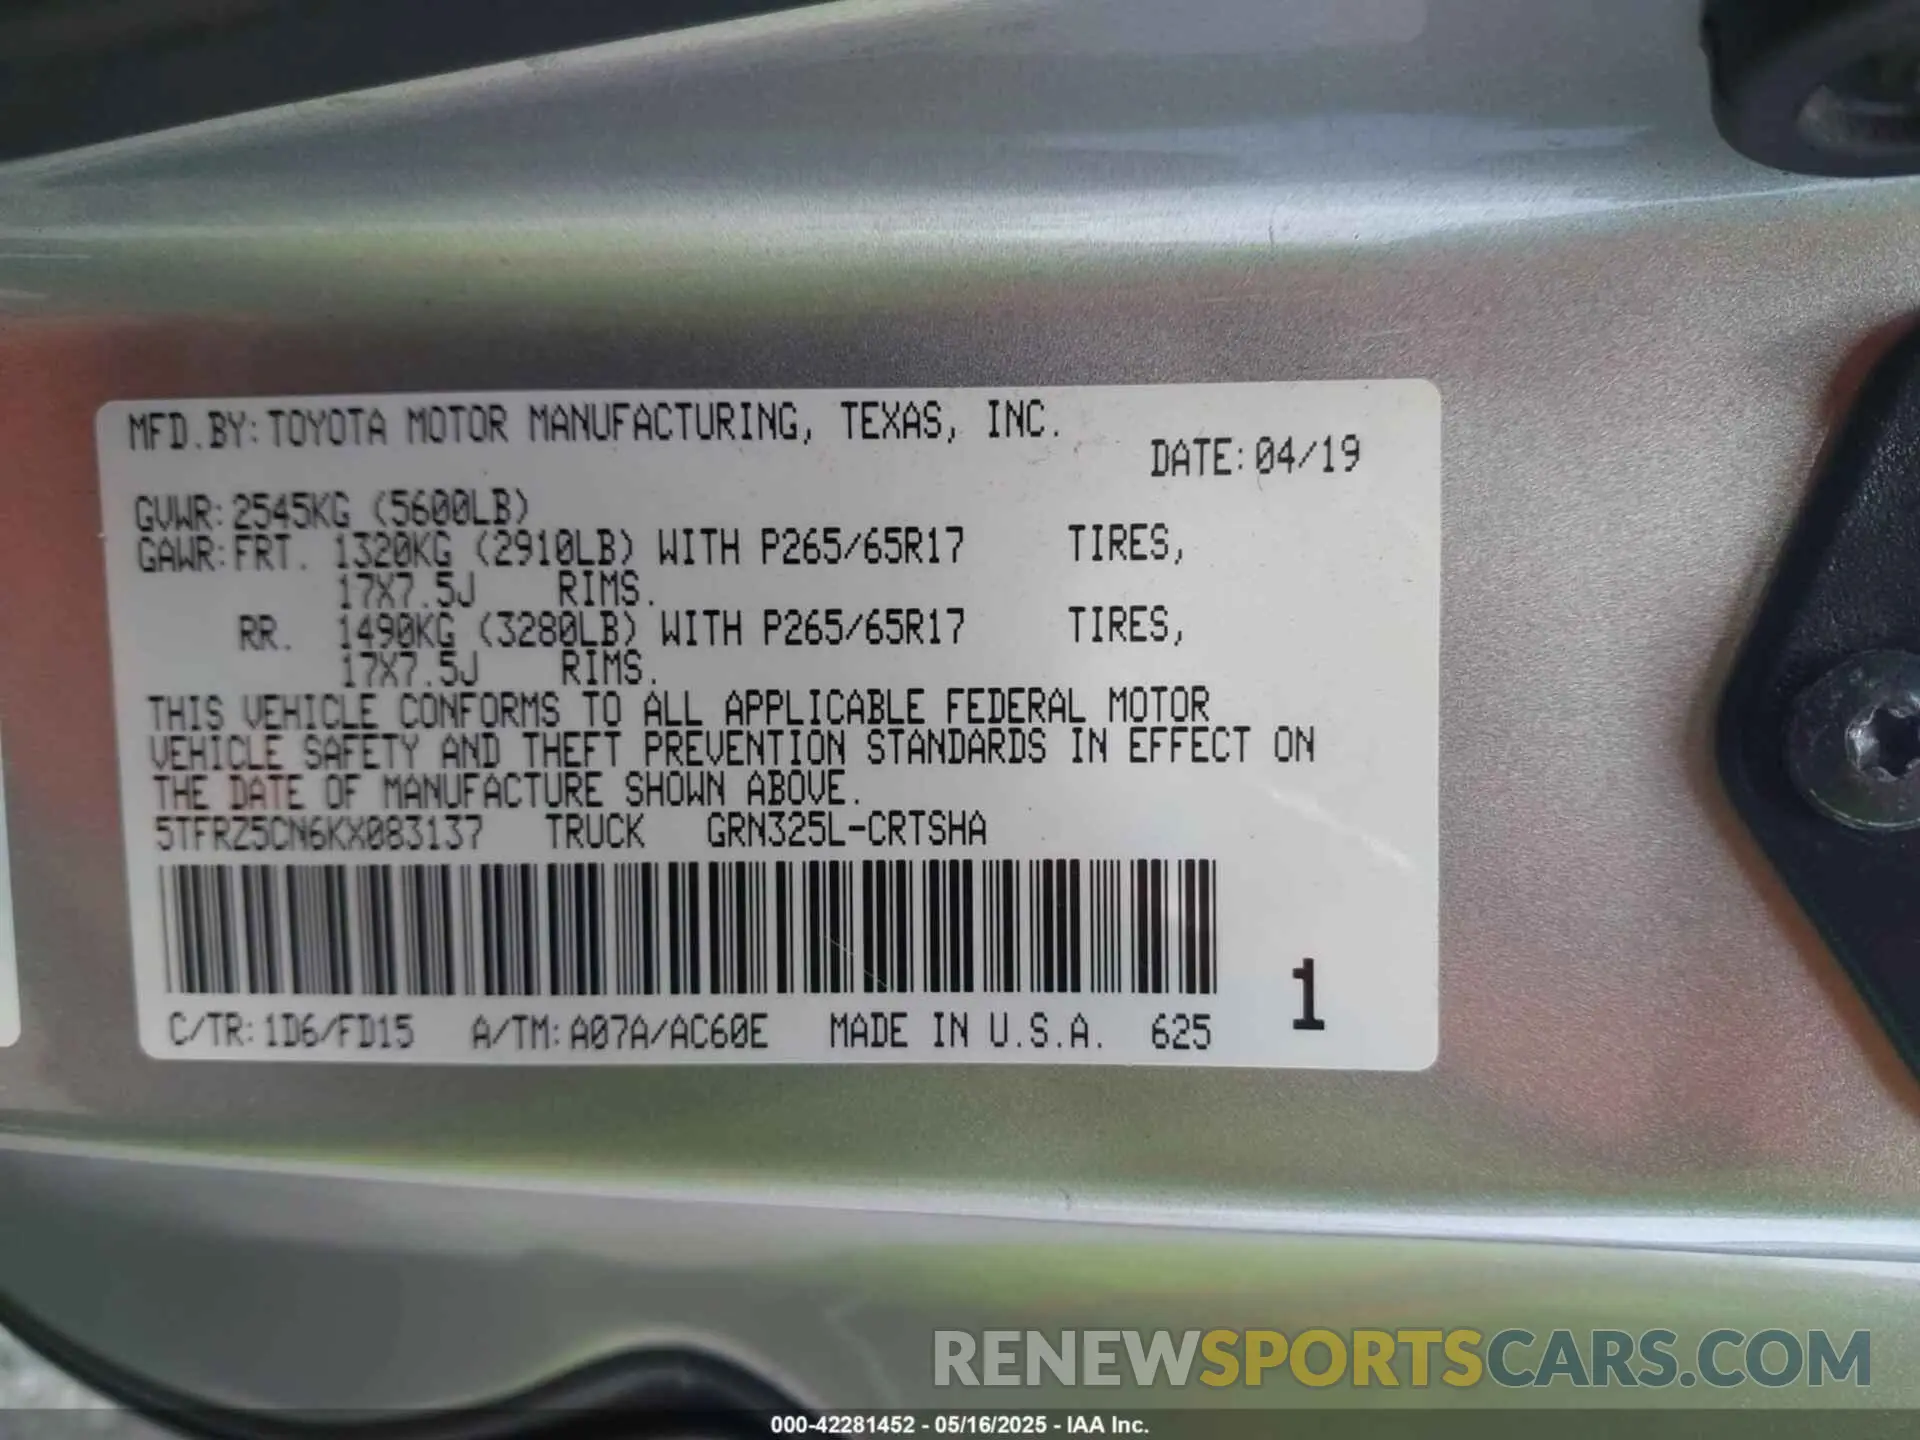 MFD.BY:TOYOTA MOTOR MANUFACTURING, TEXAS, INC.
DATE:04/19
GVWR:2545KG (5600LB)
GAWR:FRT. 1320KG (2910LB) WITH P265/65R17 TIRES,
17X7.5J RIMS.
RR. 1490KG (3280LB) WITH P265/65R17 TIRES,
17X7.5J RIMS.
THIS VEHICLE CONFORMS TO ALL APPLICABLE FEDERAL MOTOR
VEHICLE SAFETY AND THEFT PREVENTION STANDARDS IN EFFECT ON
THE DATE OF MANUFACTURE SHOWN ABOVE.
5TFRZ5CN6KX083137 TRUCK GRN325L-CRTSHA
C/TR:1D6/FD15 A/TM:A07A/AC60E MADE IN U.S.A. 625 1
RENEWSPORTSCARS.COM
000-42281452 - 05/16/2025 - IAA Inc.